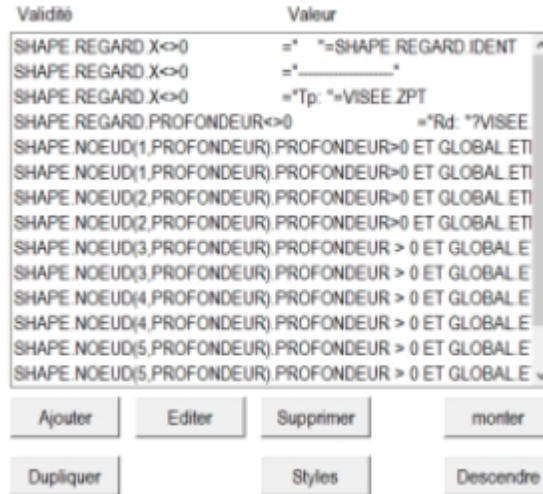 Validité Valeur
SHAPE.REGARD.X<>0 =" "=SHAPE.REGARD.IDENT
SHAPE.REGARD.X<>0 ="--------------------"
SHAPE.REGARD.X<>0 ="Tp: "=VISEE.ZPT
SHAPE.REGARD.PROFONDEUR<>0 ="Rd: "?VISEE.
SHAPE.NOEUD(1,PROFONDEUR).PROFONDEUR>0 ET GLOBAL.ETI
SHAPE.NOEUD(1,PROFONDEUR).PROFONDEUR>0 ET GLOBAL.ETI
SHAPE.NOEUD(2,PROFONDEUR).PROFONDEUR>0 ET GLOBAL.ETI
SHAPE.NOEUD(2,PROFONDEUR).PROFONDEUR>0 ET GLOBAL.ETI
SHAPE.NOEUD(3,PROFONDEUR).PROFONDEUR > 0 ET GLOBAL.E
SHAPE.NOEUD(3,PROFONDEUR).PROFONDEUR > 0 ET GLOBAL.E
SHAPE.NOEUD(4,PROFONDEUR).PROFONDEUR > 0 ET GLOBAL.E
SHAPE.NOEUD(4,PROFONDEUR).PROFONDEUR > 0 ET GLOBAL.E
SHAPE.NOEUD(5,PROFONDEUR).PROFONDEUR > 0 ET GLOBAL.E
SHAPE.NOEUD(5,PROFONDEUR).PROFONDEUR > 0 ET GLOBAL.E
Ajouter Editer Supprimer monter
Dupliquer Styles Descendre